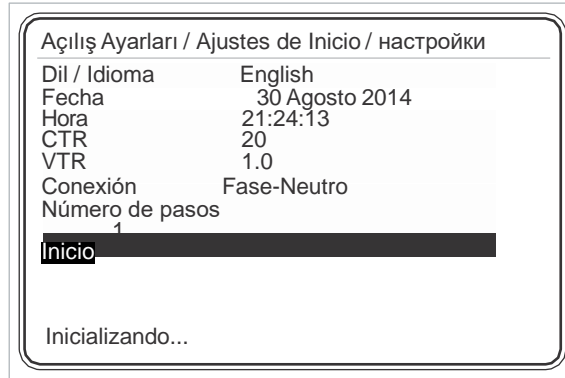 Açılış Ayarları / Ajustes de Inicio / настройки
Dil / Idioma English
Fecha 30 Agosto 2014
Hora 21:24:13
CTR 20
VTR 1.0
Conexión Fase-Neutro
Número de pasos
1
Inicio
Inicializando...